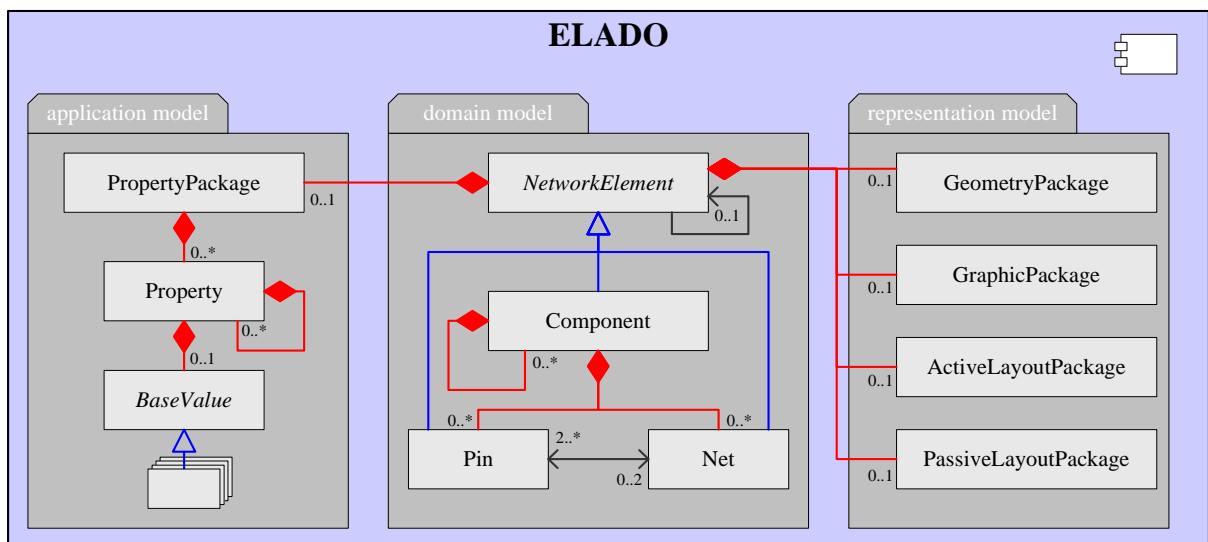 ELADO
application model
PropertyPackage
0..1
0..*
Property
0..*
0..1
BaseValue
domain model
NetworkElement
0..1
Component
0..*
0..*
0..*
Pin
2..*
0..2
Net
representation model
0..1
GeometryPackage
GraphicPackage
0..1
ActiveLayoutPackage
0..1
PassiveLayoutPackage
0..1